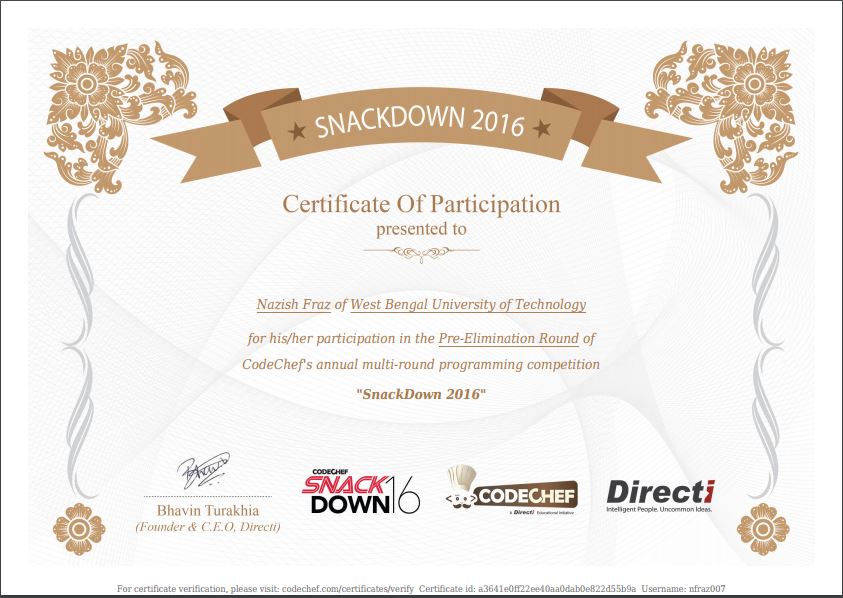 SNACKDOWN 2016
Certificate Of Participation
presented to
Nazish Fraz of West Bengal University of Technology
for his/her participation in the Pre-Elimination Round of
CodeChef's annual multi-round programming competition
"SnackDown 2016"
Bhavin Turakhia
(Founder & C.E.O, Directi)
CODECHEF
SNACK
DOWN16
CODECHEF
a Directi Educational Initiative
Directi
Intelligent People. Uncommon Ideas.
For certificate verification, please visit: codechef.com/certificates/verify Certificate id: a3641e0ff22ee40aa0dab0e822d55b9a Username: nfraz007